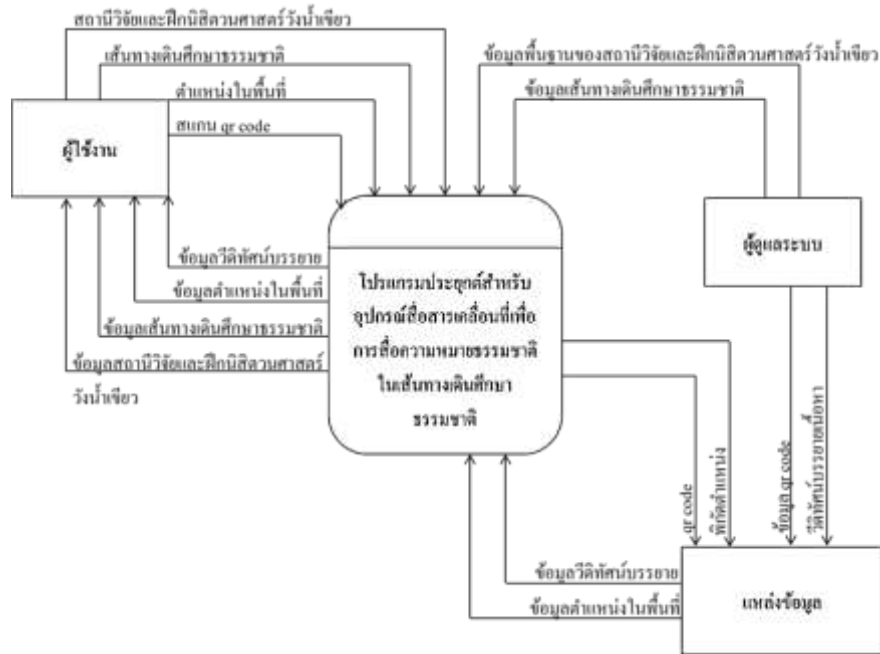 สถานีวิจัยและฝึกนิสิตวนศาสตร์วังน้ำเขียว
เส้นทางเดินศึกษาธรรมชาติ
ตำแหน่งในพื้นที่
สแกน qr code
ผู้ใช้งาน
ข้อมูลพื้นฐานของสถานีวิจัยและฝึกนิสิตวนศาสตร์วังน้ำเขียว
ข้อมูลเส้นทางเดินศึกษาธรรมชาติ
ผู้ดูแลระบบ
ข้อมูลวีดิทัศน์บรรยาย
ข้อมูลตำแหน่งในพื้นที่
ข้อมูลเส้นทางเดินศึกษาธรรมชาติ
ข้อมูลสถานีวิจัยและฝึกนิสิตวนศาสตร์
วังน้ำเขียว
โปรแกรมประยุกต์สำหรับ
อุปกรณ์สื่อสารเคลื่อนที่เพื่อ
การสื่อความหมายธรรมชาติ
ในเส้นทางเดินศึกษา
ธรรมชาติ
qr code
พิกัดตำแหน่ง
ข้อมูล qr code
วีดิทัศน์บรรยายเนื้อหา
ข้อมูลวีดิทัศน์บรรยาย
ข้อมูลตำแหน่งในพื้นที่
แหล่งข้อมูล